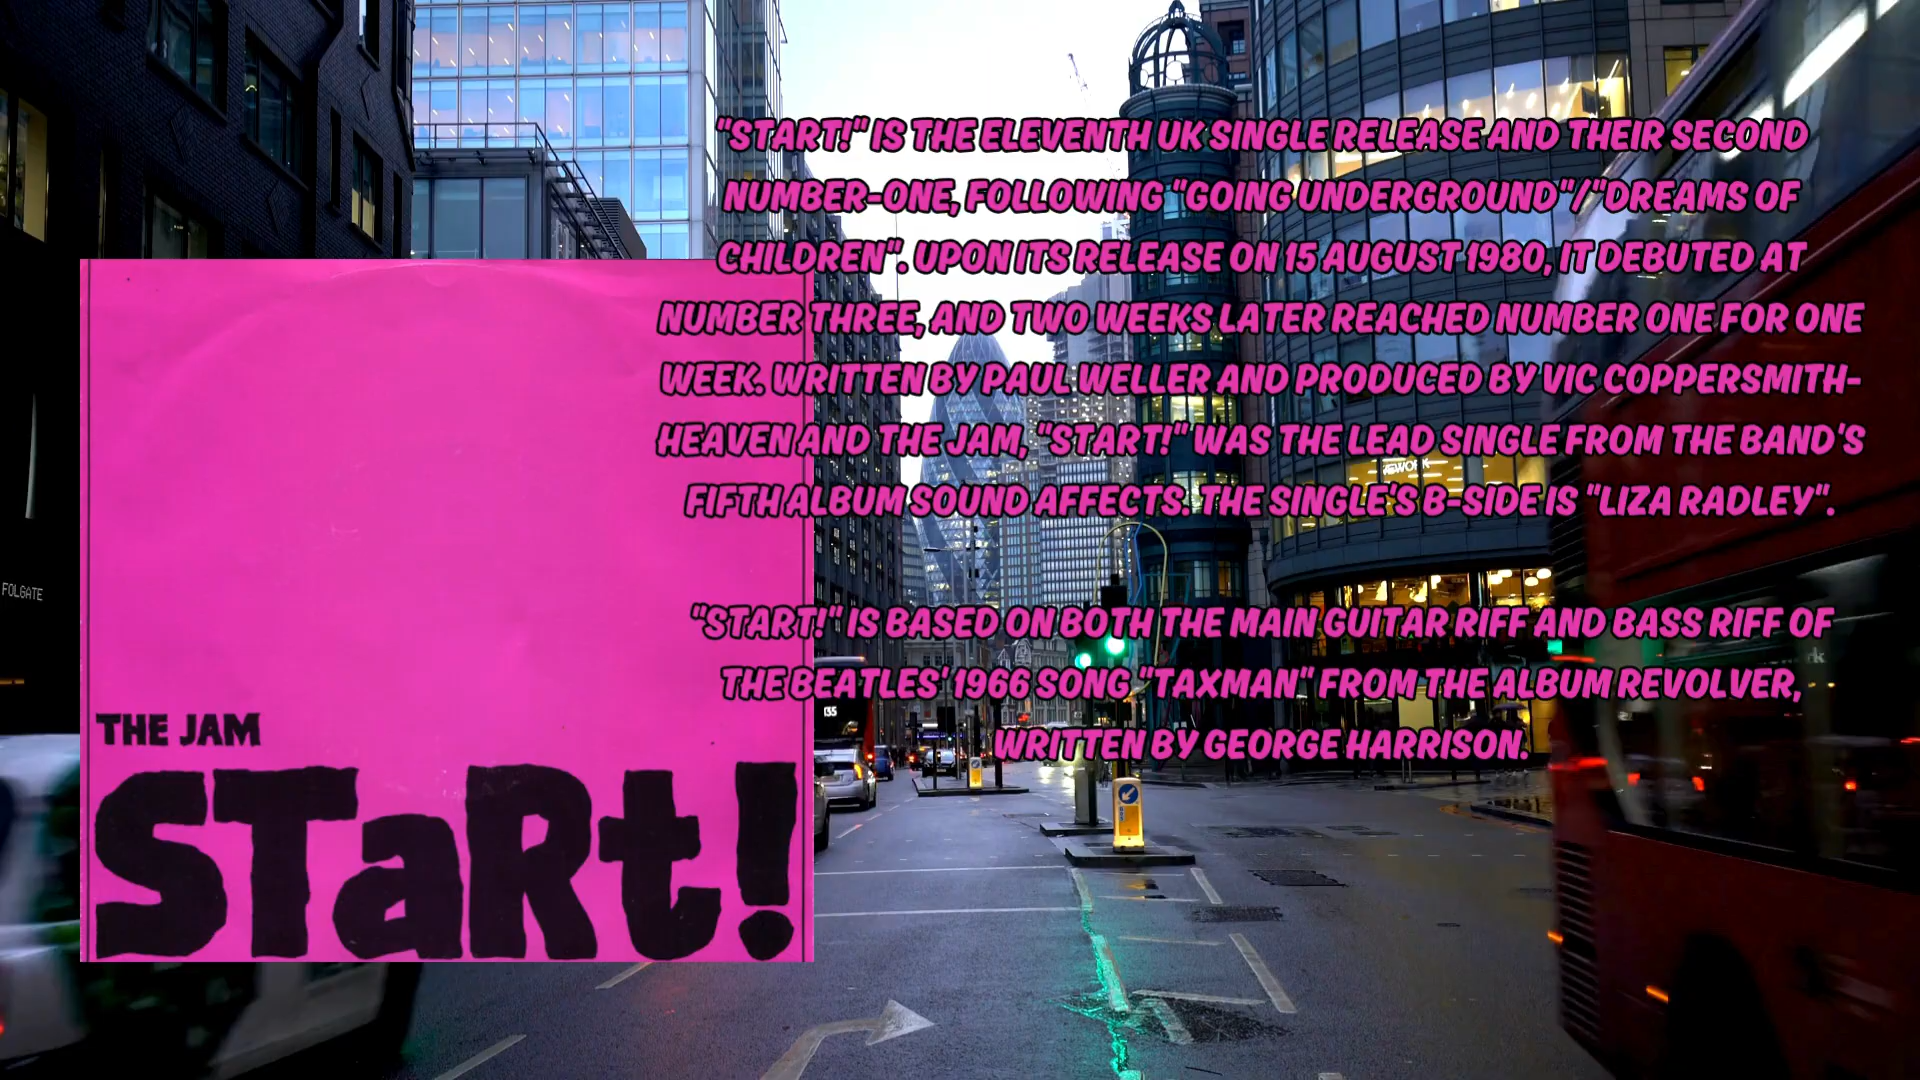 "START!" IS THE ELEVENTH UK SINGLE RELEASE AND THEIR SECOND
NUMBER-ONE, FOLLOWING "GOING UNDERGROUND"/"DREAMS OF
CHILDREN". UPON ITS RELEASE ON 15 AUGUST 1980, IT DEBUTED AT
NUMBER THREE, AND TWO WEEKS LATER REACHED NUMBER ONE FOR ONE
WEEK. WRITTEN BY PAUL WELLER AND PRODUCED BY VIC COPPERSMITH-
HEAVEN AND THE JAM, "START!" WAS THE LEAD SINGLE FROM THE BAND'S
FIFTH ALBUM SOUND AFFECTS. THE SINGLE'S B-SIDE IS "LIZA RADLEY".
"START!" IS BASED ON BOTH THE MAIN GUITAR RIFF AND BASS RIFF OF
THE BEATLES' 1966 SONG "TAXMAN" FROM THE ALBUM REVOLVER,
WRITTEN BY GEORGE HARRISON.
THE JAM
STaRt!
FOLGATE
135